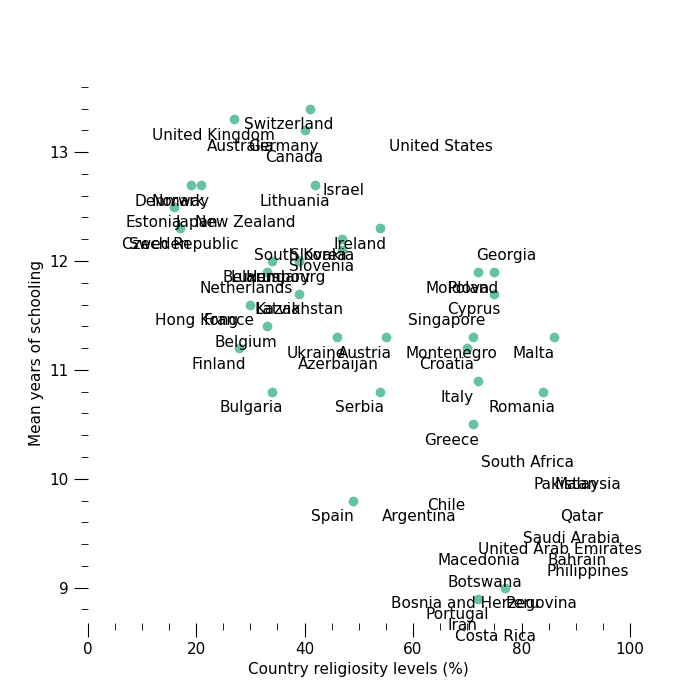 Switzerland
United Kingdom
13
Australia
Germany
United States
Canada
Israel
Denmark
Norway
Lithuania
Estonia
Japan
New Zealand
Czech Republic
Sweden
Ireland
12
South Korea
Slovakia
Georgia
Slovenia
Belarus
Luxembourg
Hungary
Netherlands
Moldova
Poland
Latvia
Kazakhstan
Cyprus
Hong Kong
France
Singapore
Belgium
Ukraine
Austria
Montenegro
Malta
11
Finland
Azerbaijan
Croatia
Italy
Bulgaria
Serbia
Romania
Greece
South Africa
10
Pakistan
Malaysia
Chile
Spain
Argentina
Qatar
Saudi Arabia
United Arab Emirates
Macedonia
Bahrain
Philippines
9
Botswana
Bosnia and Herzegovina
Peru
Portugal
Iran
Costa Rica
0
20
40
60
80
100
Country religiosity levels (%)
Mean years of schooling